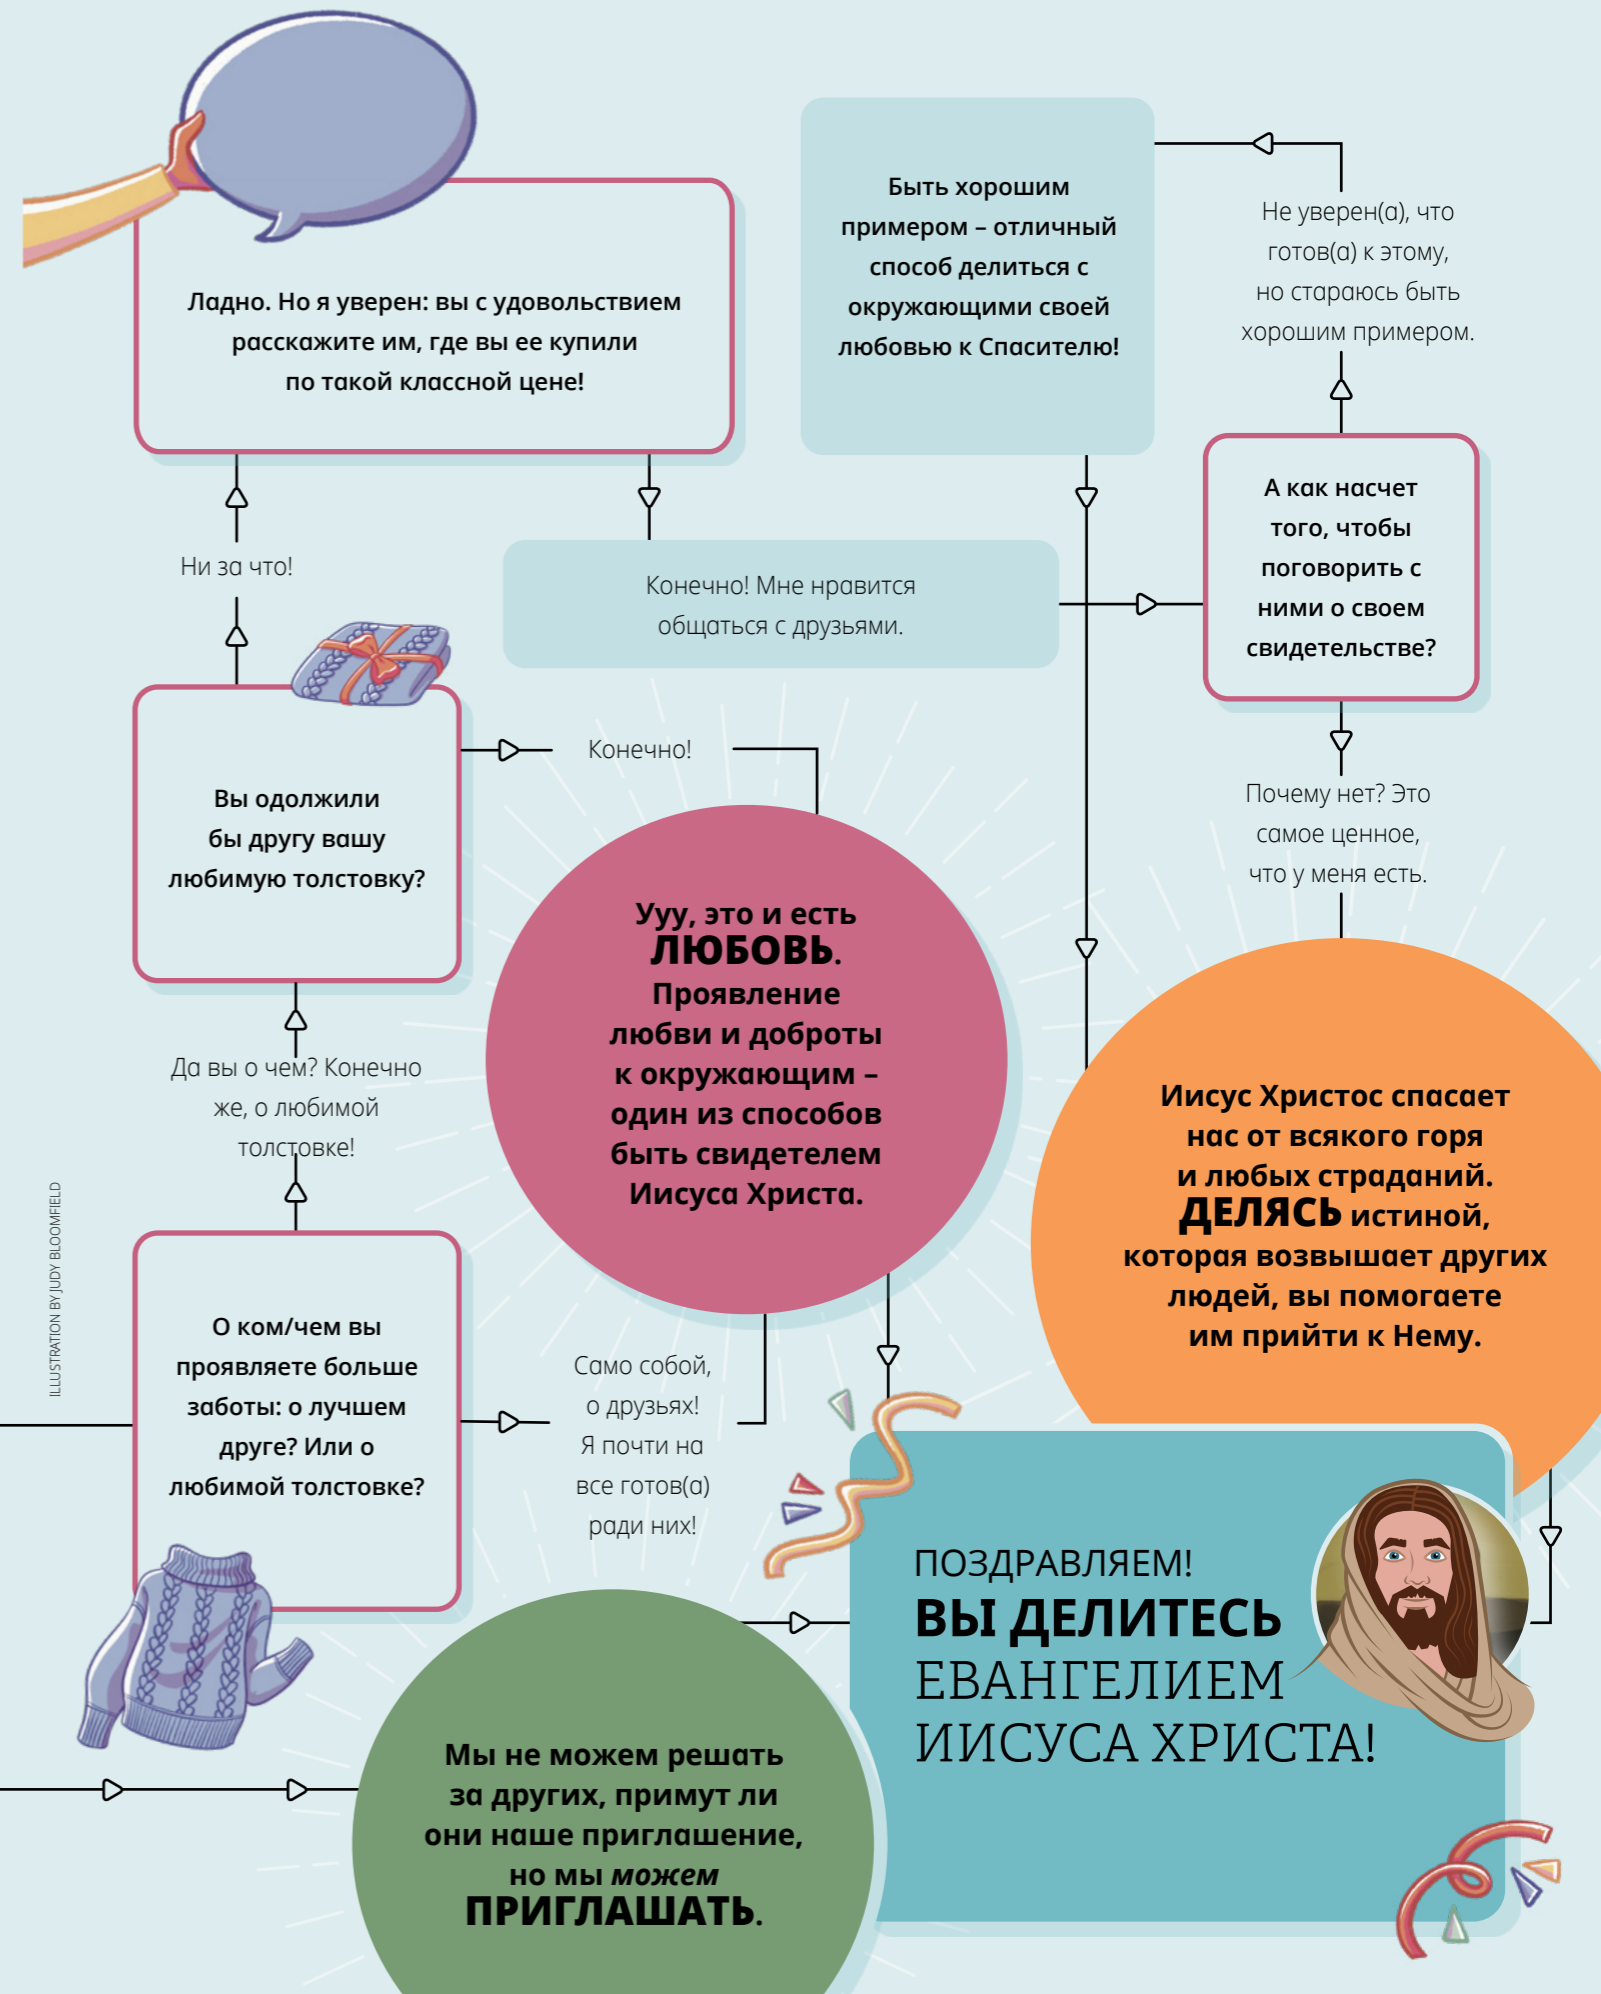 Ладно. Но я уверен: вы с удовольствием
расскажите им, где вы ее купили
по такой классной цене!
Быть хорошим
примером – отличный
способ делиться с
окружающими своей
любовью к Спасителю!
Не уверен(а), что
готов(а) к этому,
но стараюсь быть
хорошим примером.
А как насчет
того, чтобы
поговорить с
ними о своем
свидетельстве?
Ни за что!
Конечно! Мне нравится
общаться с друзьями.
Вы одолжили
бы другу вашу
любимую толстовку?
Конечно!
Почему нет? Это
самое ценное,
что у меня есть.
Ууу, это и есть
ЛЮБОВЬ.
Проявление
любви и доброты
к окружающим –
один из способов
быть свидетелем
Иисуса Христа.
Да вы о чем? Конечно
же, о любимой
толстовке!
Иисус Христос спасает
нас от всякого горя
и любых страданий.
ДЕЛЯСЬ истиной,
которая возвышает других
людей, вы помогаете
им прийти к Нему.
ILLUSTRATION BY JUDY BLOOMFIELD
О ком/чем вы
проявляете больше
заботы: о лучшем
друге? Или о
любимой толстовке?
Само собой,
о друзьях!
Я почти на
все готов(а)
ради них!
ПОЗДРАВЛЯЕМ!
ВЫ ДЕЛИТЕСЬ
ЕВАНГЕЛИЕМ
ИИСУСА ХРИСТА!
Мы не можем решать
за других, примут ли
они наше приглашение,
но мы можем
ПРИГЛАШАТЬ.